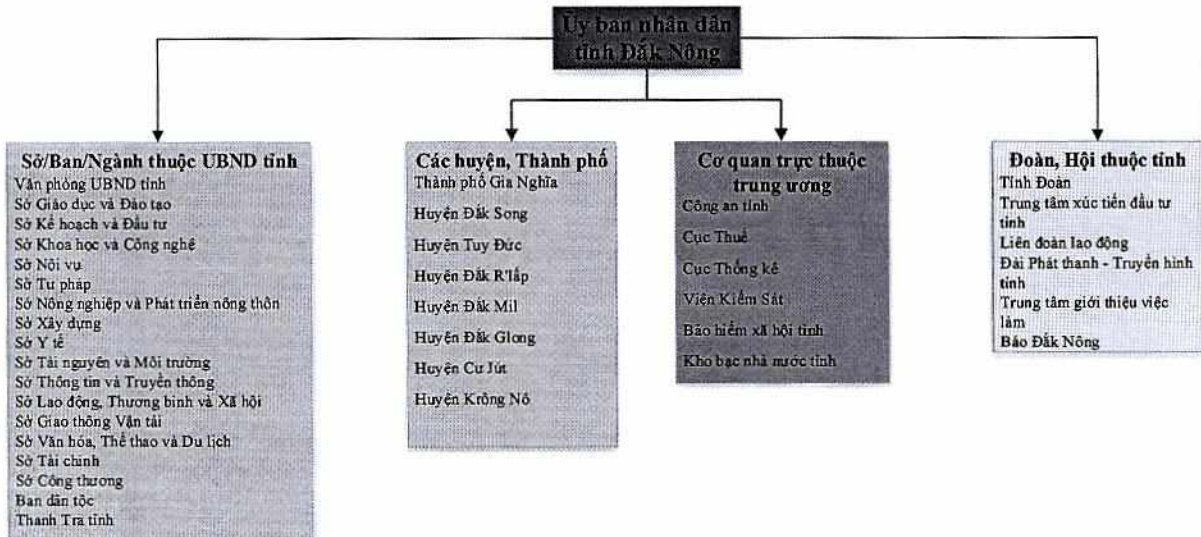 Ủy ban nhân dân
tỉnh Đắk Nông
Sở/Ban/Ngành thuộc UBND tỉnh
Văn phòng UBND tỉnh
Sở Giáo dục và Đào tạo
Sở Kế hoạch và Đầu tư
Sở Khoa học và Công nghệ
Sở Nội vụ
Sở Tư pháp
Sở Nông nghiệp và Phát triển nông thôn
Sở Xây dựng
Sở Y tế
Sở Tài nguyên và Môi trường
Sở Thông tin và Truyền thông
Sở Lao động, Thương binh và Xã hội
Sở Giao thông Vận tải
Sở Văn hóa, Thể thao và Du lịch
Sở Tài chính
Sở Công thương
Ban dân tộc
Thanh Tra tỉnh
Các huyện, Thành phố
Thành phố Gia Nghĩa
Huyện Đắk Song
Huyện Tuy Đức
Huyện Đắk R'lấp
Huyện Đắk Mil
Huyện Đắk Glong
Huyện Cư Jút
Huyện Krông Nô
Cơ quan trực thuộc
trung ương
Công an tỉnh
Cục Thuế
Cục Thống kê
Viện Kiểm Sát
Bảo hiểm xã hội tỉnh
Kho bạc nhà nước tỉnh
Đoàn, Hội thuộc tỉnh
Tỉnh Đoàn
Trung tâm xúc tiến đầu tư
tỉnh
Liên đoàn lao động
Đài Phát thanh - Truyền hình
tỉnh
Trung tâm giới thiệu việc
làm
Báo Đắk Nông